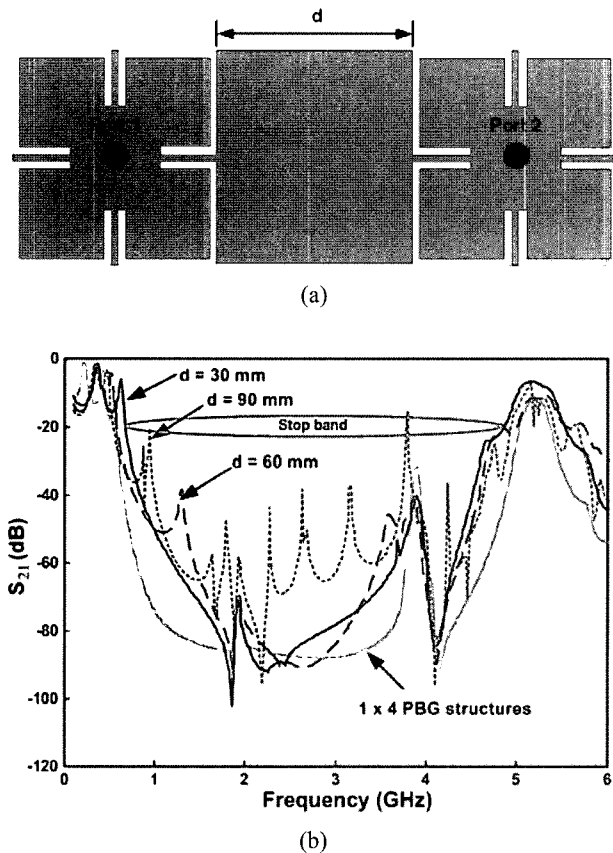 d
Port 2
(a)
0
-20
-40
-60
-80
-100
-120
S21 (dB)
d = 30 mm
d = 90 mm
Stop band
d = 60 mm
1 x 4 PBG structures
0 1 2 3 4 5 6
Frequency (GHz)
(b)